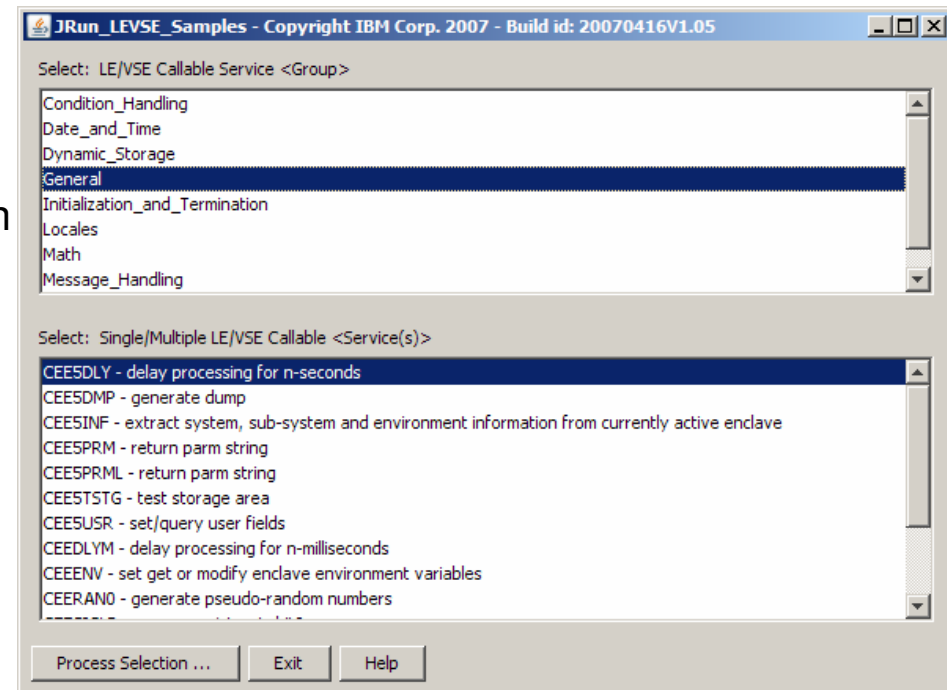 JRun_LEVSE_Samples - Copyright IBM Corp. 2007 - Build id: 20070416V1.05
Select: LE/VSE Callable Service <Group>
Condition_Handling
Date_and_Time
Dynamic_Storage
General
Initialization_and_Termination
Locales
Math
Message_Handling
Select: Single/Multiple LE/VSE Callable <Service(s)>
CEE5DLY - delay processing for n-seconds
CEE5DMP - generate dump
CEE5INF - extract system, sub-system and environment information from currently active enclave
CEE5PRM - return parm string
CEE5PRML - return parm string
CEE5TSTG - test storage area
CEE5USR - set/query user fields
CEEDLYM - delay processing for n-milliseconds
CEEENV - set get or modify enclave environment variables
CEERAN0 - generate pseudo-random numbers
Process Selection ...
Exit
Help